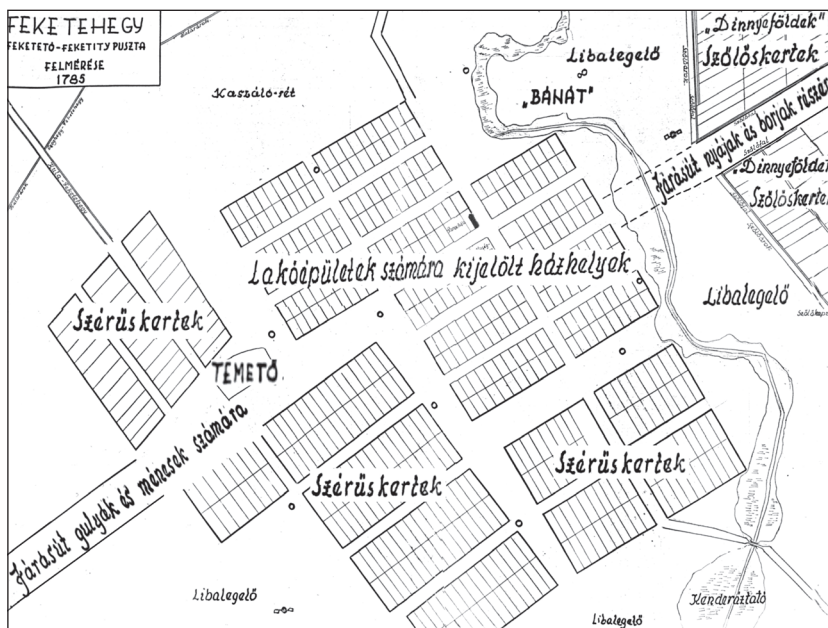 FEKETEHEGY
FEKETETŐ-FEKETITY PUSZTA
FELMÉRÉSE
1785
Kaszáló-rét
Libalegelő
"BÁNÁT"
„Dinnyeföldek"
Szőlőskertek
Járásút nyájak és borjak részére
„Dinnyeföldek
Szőlőskertek
Lakóépületek számára kijelölt házhelyek
Libalegelő
Szérűskertek
TEMETŐ
Járásút gulyák és ménesek számára
Szérűskertek
Szérűskertek
Libalegelő
Libalegelő
Kenderáztató